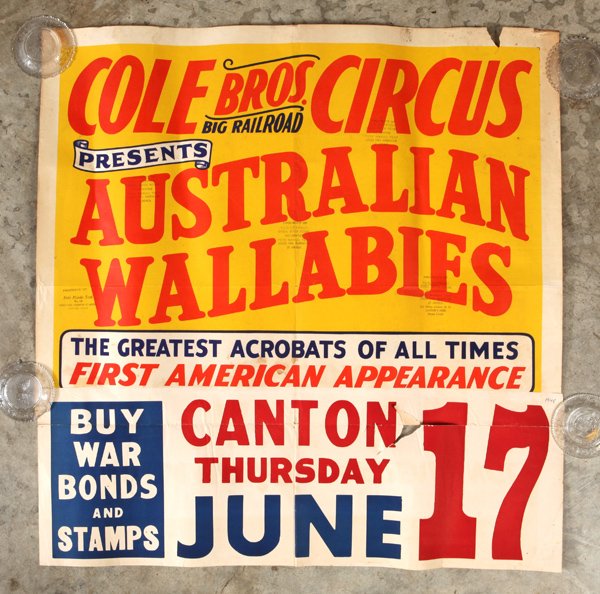 COLE BROS. CIRCUS
BIG RAILROAD
PRESENTS
AUSTRALIAN
WALLABIES
THE GREATEST ACROBATS OF ALL TIMES
FIRST AMERICAN APPEARANCE
BUY
WAR
BONDS
AND
STAMPS
CANTON
THURSDAY
JUNE 17